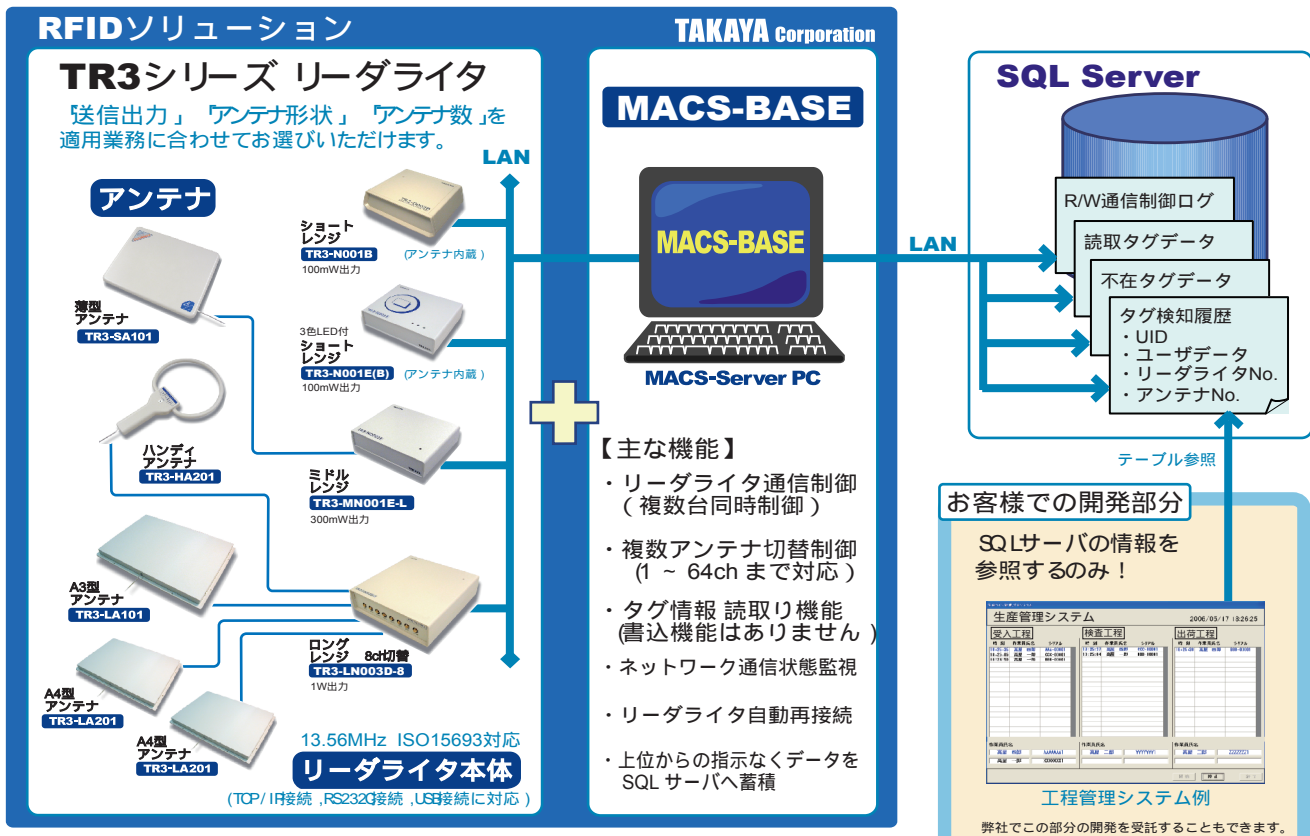 RFIDソリューション
TAKAYA Corporation
TR3シリーズ リーダライタ
「送信出力」「アンテナ形状」「アンテナ数」を
適用業務に合わせてお選びいただけます。
LAN
アンテナ
薄型
アンテナ
TR3-SA101
ハンディ
アンテナ
TR3-HA201
A3型
アンテナ
TR3-LA101
A4型
アンテナ
TR3-LA201
A4型
アンテナ
TR3-LA201
ショート
レンジ
TR3-N001B (アンテナ内蔵)
100mW出力
3色LED付
ショート
レンジ
TR3-N001E(B) (アンテナ内蔵)
100mW出力
ミドル
レンジ
TR3-MN001E-L
300mW出力
ロング
レンジ 8ch切替
TR3-LN003D-8
1W出力
13.56MHz ISO15693対応
リーダライタ本体
(TCP/IP接続,RS232C接続,USB接続に対応)
MACS-BASE
MACS-BASE
MACS-Server PC
【主な機能】
・リーダライタ通信制御
(複数台同時制御)
・複数アンテナ切替制御
(1 ~ 64ch まで対応)
・タグ情報 読取り機能
(書込機能はありません)
・ネットワーク通信状態監視
・リーダライタ自動再接続
・上位からの指示なくデータを
SQL サーバへ蓄積
LAN
SQL Server
R/W通信制御ログ
読取タグデータ
不在タグデータ
タグ検知履歴
・UID
・ユーザデータ
・リーダライタNo.
・アンテナNo.
テーブル参照
お客様での開発部分
SQLサーバの情報を
参照するのみ!
生産管理システム 2006/05/17 13:26:25
受入工程 検査工程 出荷工程
工程管理システム例
弊社でこの部分の開発を受託することもできます。